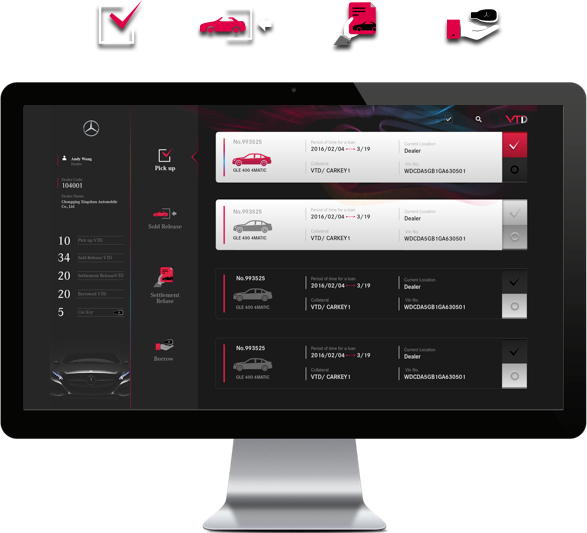 VTD
Andy Wang
Dealer
Dealer Code
104001
Dealer Name
Chongqing Xingshun Automobile
Co., Ltd
10 Pick up VTD
34 Sold Release VTD
20 Settlement ReleaseVTD
20 Borrowed VTD
5 Car Key
Pick up
Sold Release
Settlement
Relase
Borrow
No.993525
GLE 400 4MATIC
Period of time for a loan
2016/02/04 3/19
Collateral
VTD/ CARKEY1
Current Location
Dealer
Vin No.
WDCDA5GB1GA630501
No.993525
GLE 400 4MATIC
Period of time for a loan
2016/02/04 3/19
Collateral
VTD/ CARKEY1
Current Location
Dealer
Vin No.
WDCDA5GB1GA630501
No.993525
GLE 400 4MATIC
Period of time for a loan
2016/02/04 3/19
Collateral
VTD/ CARKEY1
Current Location
Dealer
Vin No.
WDCDA5GB1GA630501
No.993525
GLE 400 4MATIC
Period of time for a loan
2016/02/04 3/19
Collateral
VTD/ CARKEY1
Current Location
Dealer
Vin No.
WDCDA5GB1GA630501